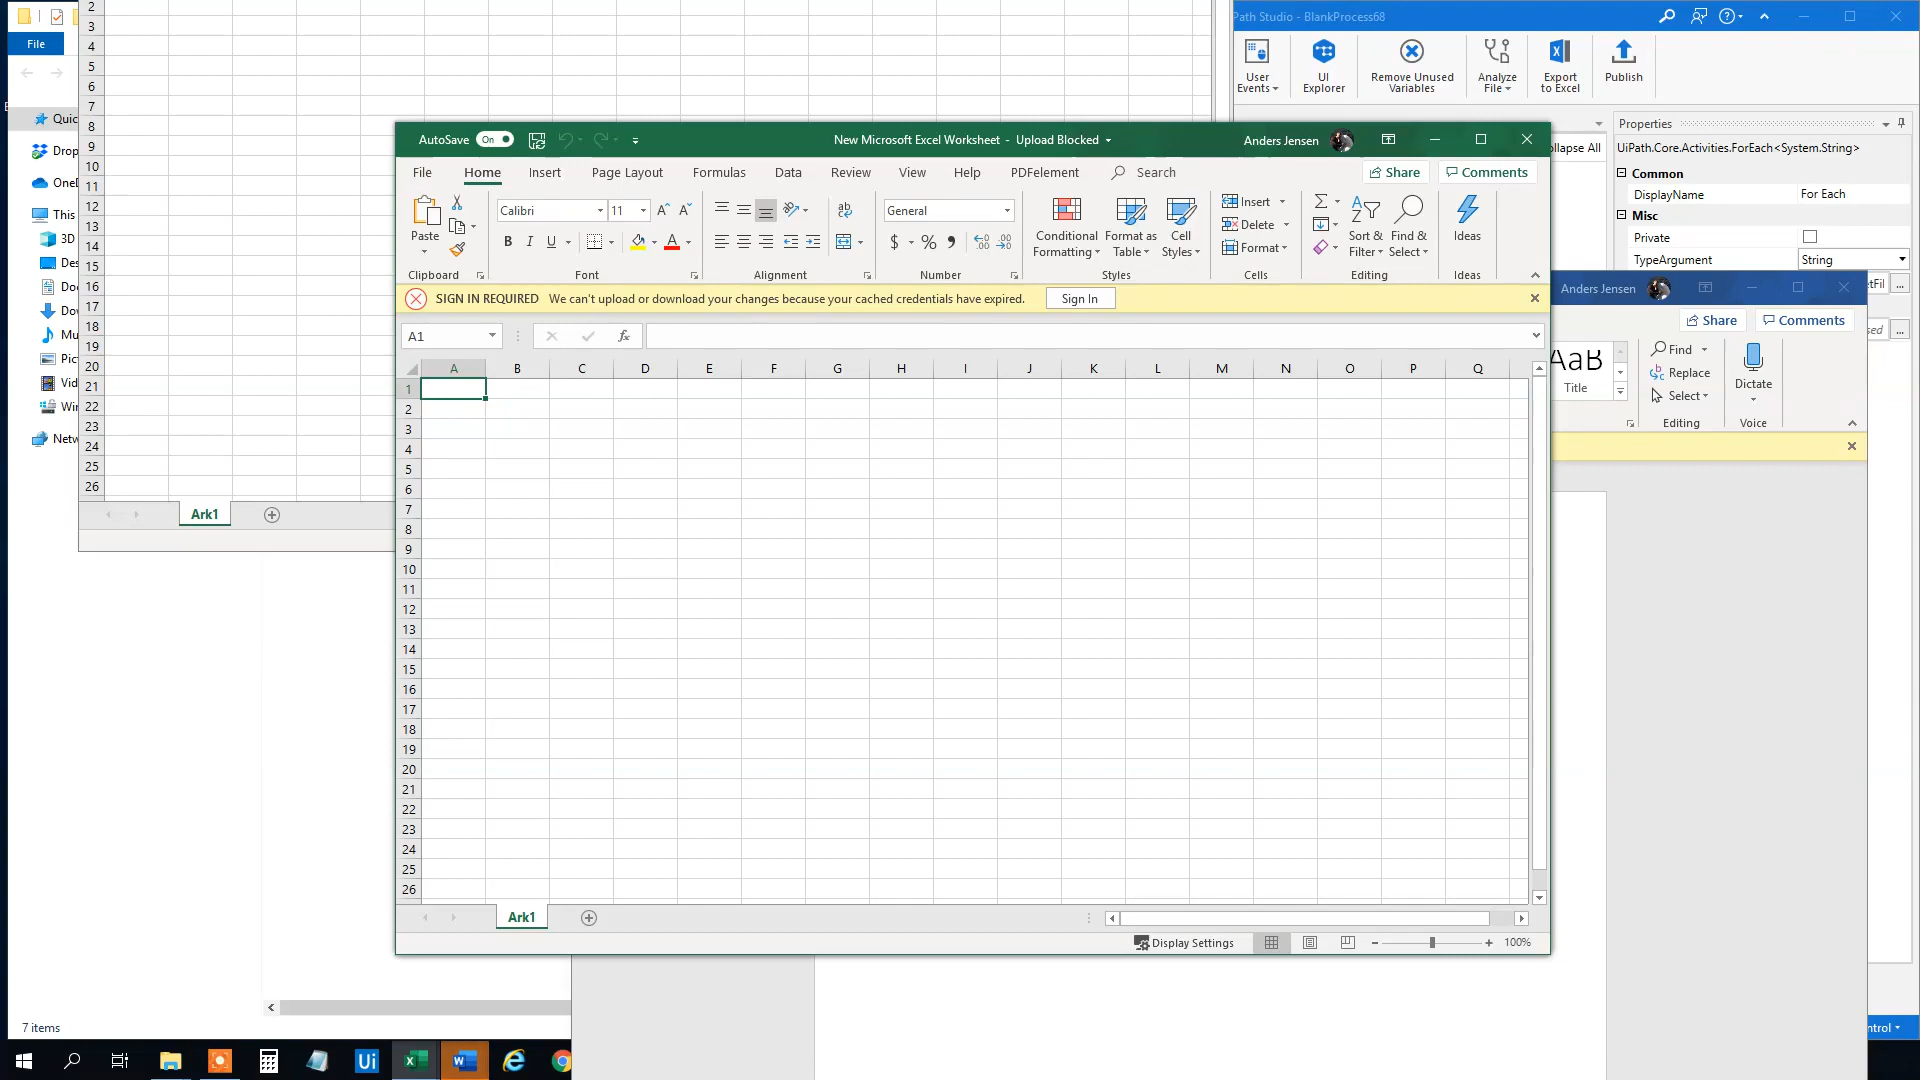 Path Studio - BlankProcess68
File
User Events
UI Explorer
Remove Unused Variables
Analyze File
Export to Excel
Publish
Properties
Collapse All
UiPath.Core.Activities.ForEach<System.String>
Common
DisplayName For Each
Misc
Private
TypeArgument String
AutoSave On
New Microsoft Excel Worksheet - Upload Blocked
Anders Jensen
File Home Insert Page Layout Formulas Data Review View Help PDFelement Search
Share Comments
Paste
Calibri 11
General
B I U
$ %
Conditional Formatting
Format as Table
Cell Styles
Insert
Delete
Format
Sort & Filter
Find & Select
Ideas
Clipboard Font Alignment Number Styles Cells Editing Ideas
SIGN IN REQUIRED We can't upload or download your changes because your cached credentials have expired. Sign In
A1 fx
A B C D E F G H I J K L M N O P Q
1
2
3
4
5
6
7
8
9
10
11
12
13
14
15
16
17
18
19
20
21
22
23
24
25
26
Ark1
Display Settings 100%
2
3
4
5
6
7
8
9
10
11
12
13
14
15
16
17
18
19
20
21
22
23
24
25
26
Ark1
Quic
Drop
OneD
This
3D
Des
Doc
Dov
Mu
Pict
Vid
Wir
Netw
Anders Jensen
Share Comments
AaB
Title
Find
Replace
Select
Dictate
Editing Voice
7 items
ntrol
Ui